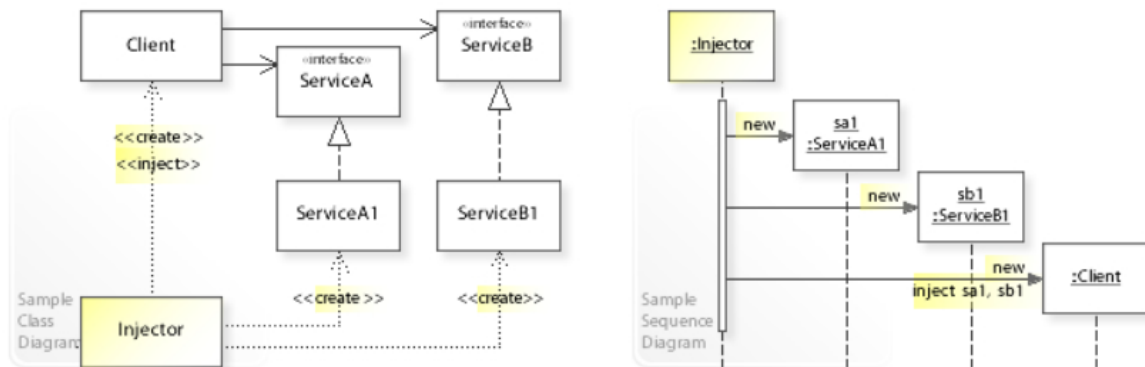 Client
«interface»
ServiceB
«interface»
ServiceA
<<create>>
<<inject>>
ServiceA1
ServiceB1
<<create >>
<<create>>
Injector
Sample
Class
Diagram
:Injector
new
sa1
:ServiceA1
new
sb1
:ServiceB1
new
inject sa1, sb1
:Client
Sample
Sequence
Diagram